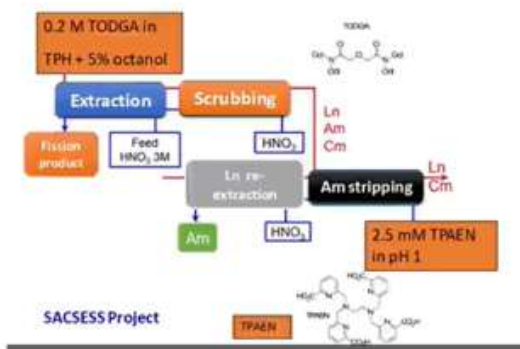 0.2 M TODGA in
TPH + 5% octanol
TODGA
Extraction
Scrubbing
Fission
product
Feed
HNO3 3M
HNO3
Ln
Am
Cm
Ln re-
extraction
Am stripping
Ln
Cm
Am
HNO3
2.5 mM TPAEN
in pH 1
SACSESS Project
TPAEN
TPAEN